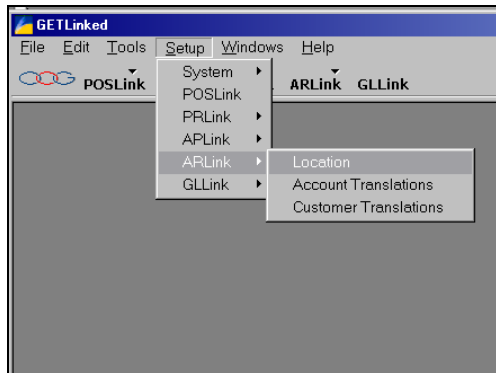 GETLinked
File Edit Tools Setup Windows Help
POSLink ARLink GLLink
System
POSLink
PRLink
APLink
ARLink
GLLink
Location
Account Translations
Customer Translations